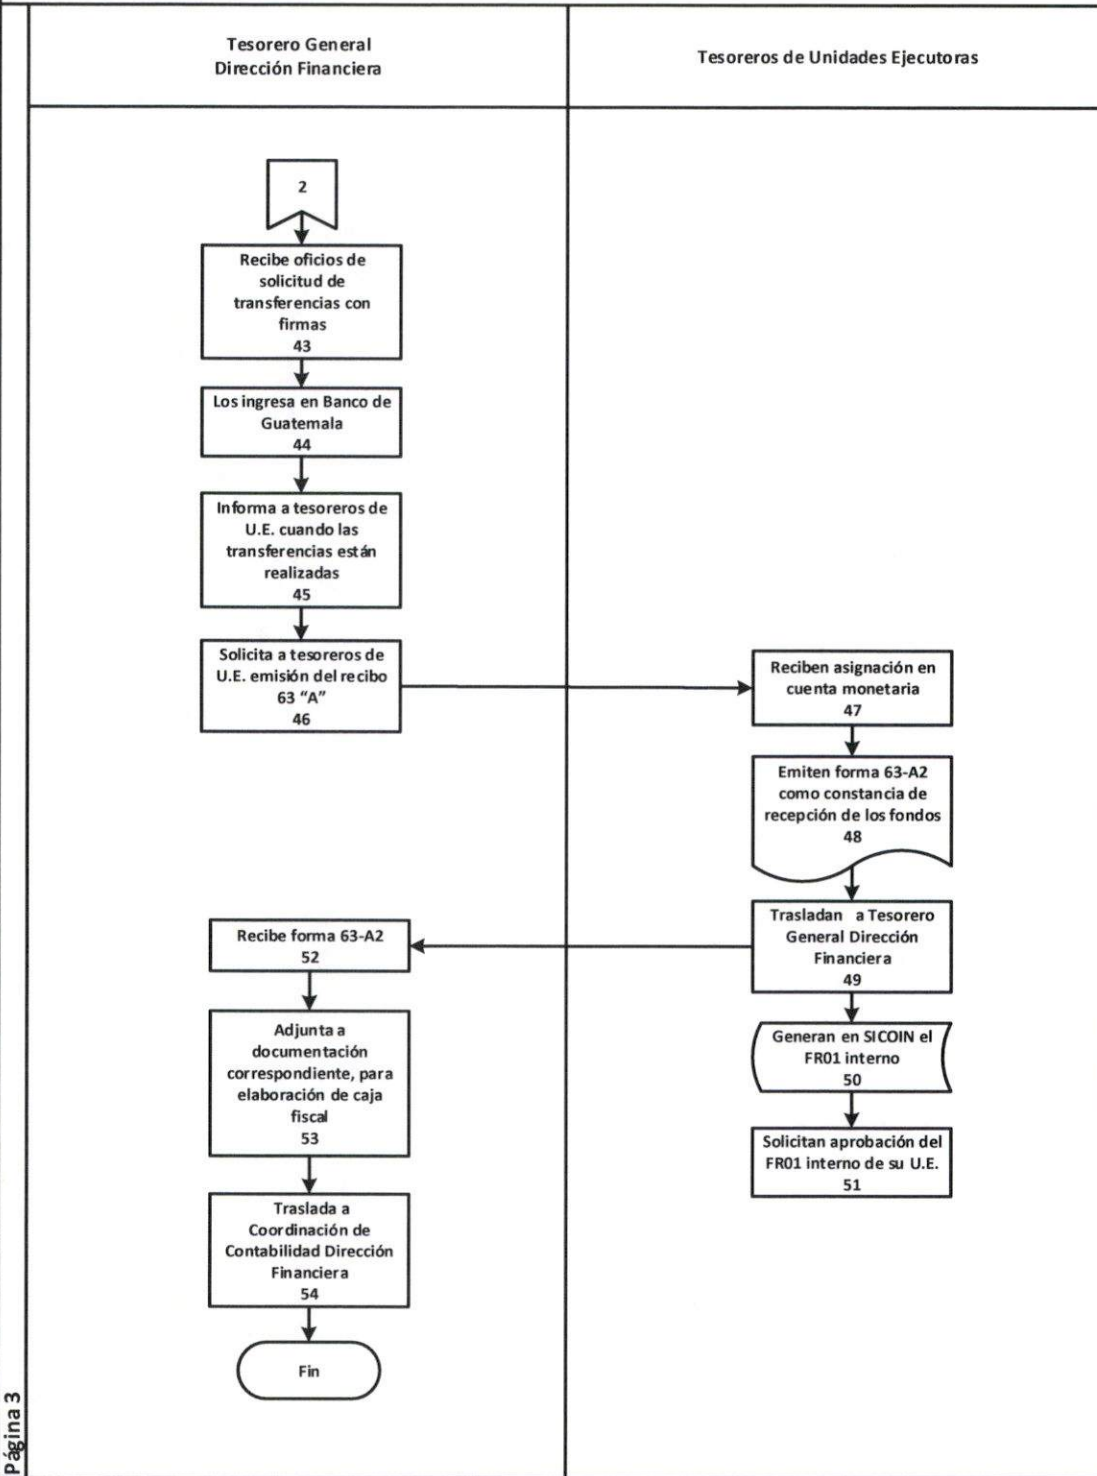 Tesorero General
Dirección Financiera
Tesoreros de Unidades Ejecutoras
2
Recibe oficios de
solicitud de
transferencias con
firmas
43
Los ingresa en Banco de
Guatemala
44
Informa a tesoreros de
U.E. cuando las
transferencias están
realizadas
45
Solicita a tesoreros de
U.E. emisión del recibo
63 “A”
46
Reciben asignación en
cuenta monetaria
47
Emiten forma 63-A2
como constancia de
recepción de los fondos
48
Trasladan a Tesorero
General Dirección
Financiera
49
Generan en SICOIN el
FR01 interno
50
Solicitan aprobación del
FR01 interno de su U.E.
51
Recibe forma 63-A2
52
Adjunta a
documentación
correspondiente, para
elaboración de caja
fiscal
53
Traslada a
Coordinación de
Contabilidad Dirección
Financiera
54
Fin
Página 3